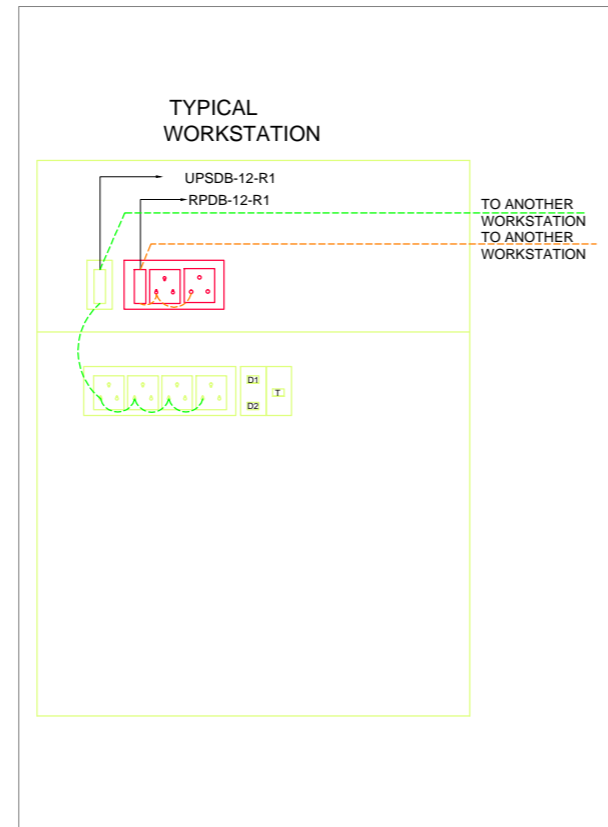 TYPICAL
WORKSTATION
UPSDB-12-R1
RPDB-12-R1
TO ANOTHER
WORKSTATION
TO ANOTHER
WORKSTATION
D1
T
D2